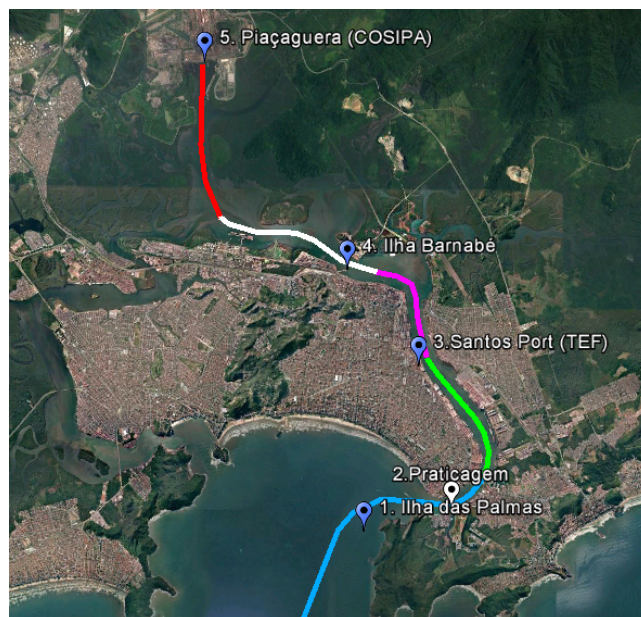 5. Piaçaguera (COSIPA)
4. Ilha Barnabé
3.Santos Port (TEF)
2.Praticagem
1. Ilha das Palmas